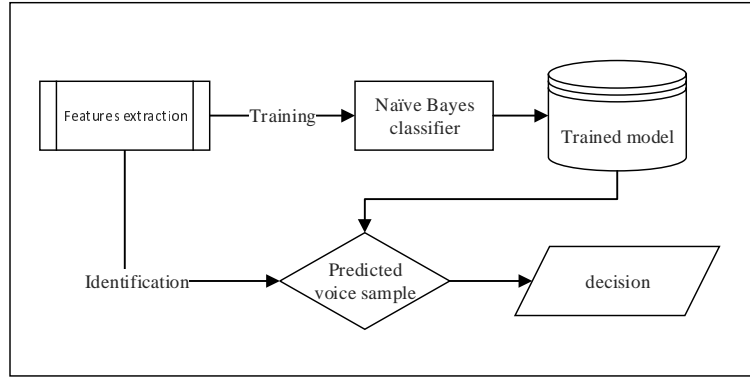 Features extraction
Training
Naïve Bayes
classifier
Trained model
Identification
Predicted
voice sample
decision